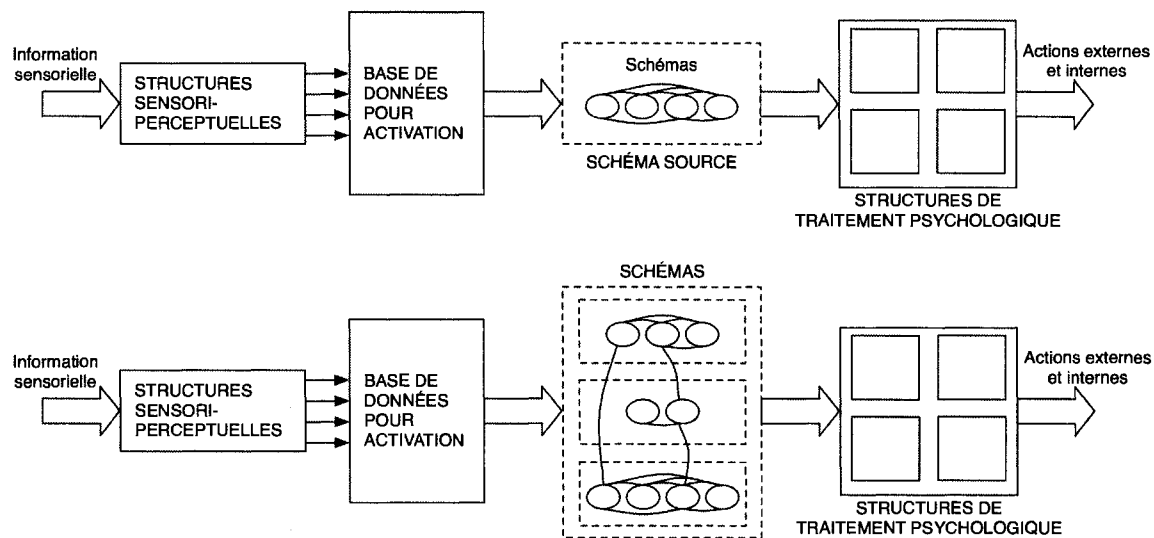 Information
sensorielle
STRUCTURES
SENSORI-
PERCEPTUELLES
BASE DE
DONNÉES
POUR
ACTIVATION
Schémas
SCHÉMA SOURCE
STRUCTURES DE
TRAITEMENT PSYCHOLOGIQUE
Actions externes
et internes
Information
sensorielle
STRUCTURES
SENSORI-
PERCEPTUELLES
BASE DE
DONNÉES
POUR
ACTIVATION
SCHÉMAS
STRUCTURES DE
TRAITEMENT PSYCHOLOGIQUE
Actions externes
et internes